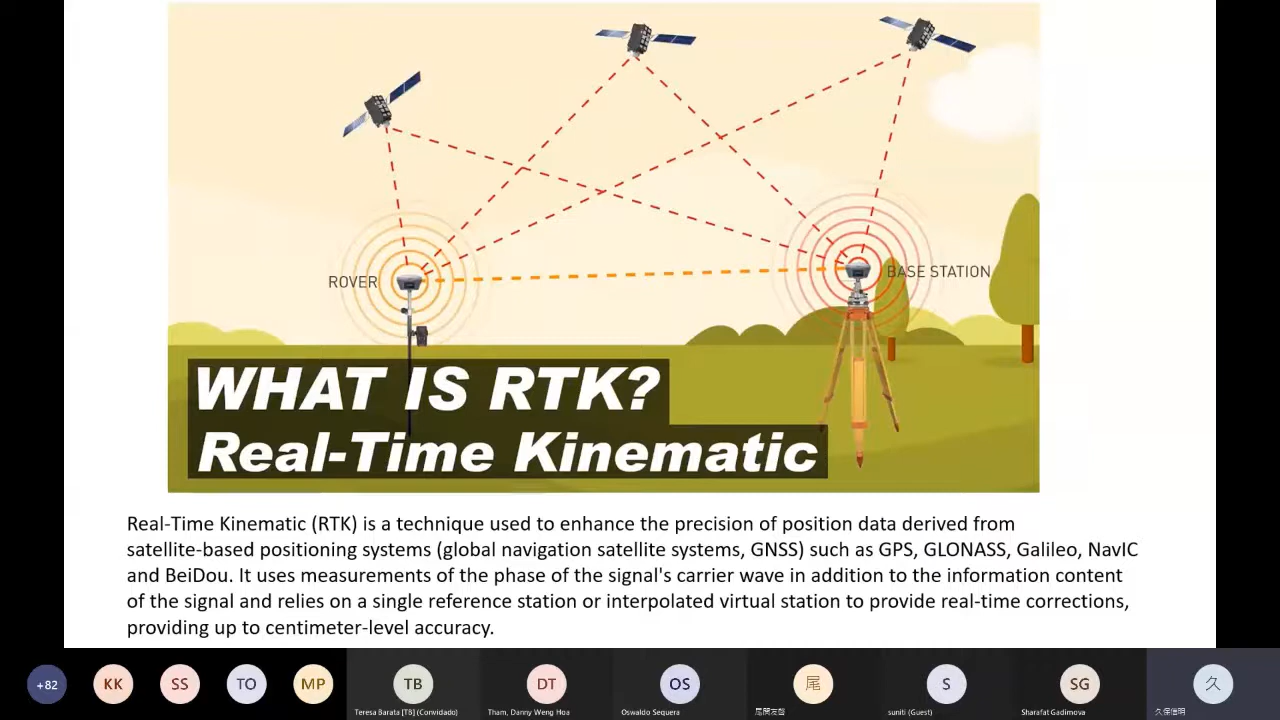 ROVER
BASE STATION
WHAT IS RTK?
Real-Time Kinematic
Real-Time Kinematic (RTK) is a technique used to enhance the precision of position data derived from
satellite-based positioning systems (global navigation satellite systems, GNSS) such as GPS, GLONASS, Galileo, NavIC
and BeiDou. It uses measurements of the phase of the signal's carrier wave in addition to the information content
of the signal and relies on a single reference station or interpolated virtual station to provide real-time corrections,
providing up to centimeter-level accuracy.
+82
KK
SS
TO
MP
TB
DT
OS
尾
S
SG
久
Teresa Barata [TB] (Convidado)
Tham, Danny Weng Hoa
Oswaldo Sequera
suniti (Guest)
Sharafat Gadimova
久保信明